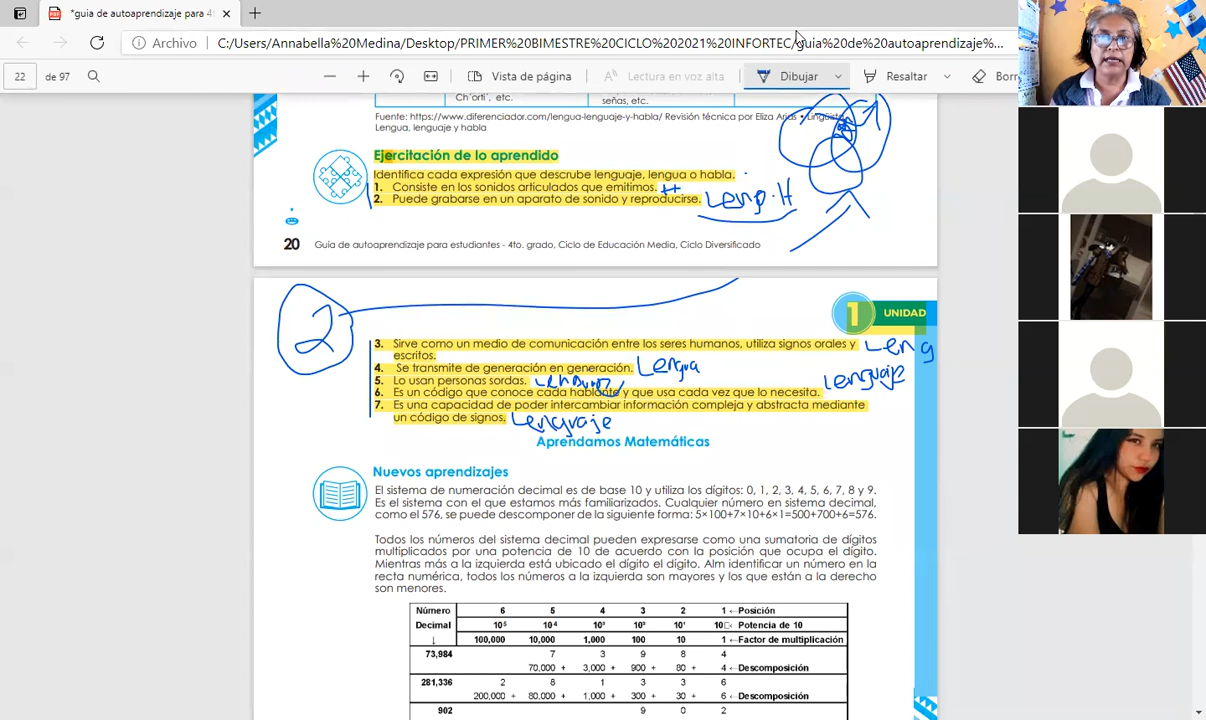 *guia de autoaprendizaje para 4
Archivo
C:/Users/Annabella%20Medina/Desktop/PRIMER%20BIMESTRE%20CICLO%202021%20INFORTEC/guia%20de%20autoaprendizaje%...
22
de 97
Vista de página
Lectura en voz alta
Dibujar
Resaltar
Borr
Ch´orti´, etc.
señas, etc.
Fuente: https://www.diferenciador.com/lengua-lenguaje-y-habla/ Revisión técnica por Eliza Arias • Lingüista
Lengua, lenguaje y habla
Ejercitación de lo aprendido
Identifica cada expresión que descrube lenguaje, lengua o habla.
1. Consiste en los sonidos articulados que emitimos. H
2. Puede grabarse en un aparato de sonido y reproducirse.
20 Guía de autoaprendizaje para estudiantes - 4to. grado, Ciclo de Educación Media, Ciclo Diversificado
2
1 UNIDAD
3. Sirve como un medio de comunicación entre los seres humanos, utiliza signos orales y Leng
escritos.
4. Se transmite de generación en generación. Lengua
5. Lo usan personas sordas.
Lenguaje
6. Es un código que conoce cada hablante y que usa cada vez que lo necesita.
7. Es una capacidad de poder intercambiar información compleja y abstracta mediante
un código de signos. Lenguaje
Aprendamos Matemáticas
Nuevos aprendizajes
El sistema de numeración decimal es de base 10 y utiliza los dígitos: 0, 1, 2, 3, 4, 5, 6, 7, 8 y 9.
Es el sistema con el que estamos más familiarizados. Cualquier número en sistema decimal,
como el 576, se puede descomponer de la siguiente forma: 5×100+7×10+6×1=500+700+6=576.
Todos los números del sistema decimal pueden expresarse como una sumatoria de dígitos
multiplicados por una potencia de 10 de acuerdo con la posición que ocupa el dígito.
Mientras más a la izquierda está ubicado el dígito el dígito. Alm identificar un número en la
recta numérica, todos los números a la izquierda son mayores y los que están a la derecho
son menores.
Número 6 5 4 3 2 1 ←Posición
Decimal 10⁵ 10⁴ 10³ 10² 10¹ 10 ←Potencia de 10
↓ 100,000 10,000 1,000 100 10 1 ←Factor de multiplicación
73,984 7 3 9 8 4
70,000 + 3,000 + 900 + 80 + 4 ←Descomposición
281,336 2 8 1 3 3 6
200,000 + 80,000 + 1,000 + 300 + 30 + 6 ←Descomposición
902 9 0 2